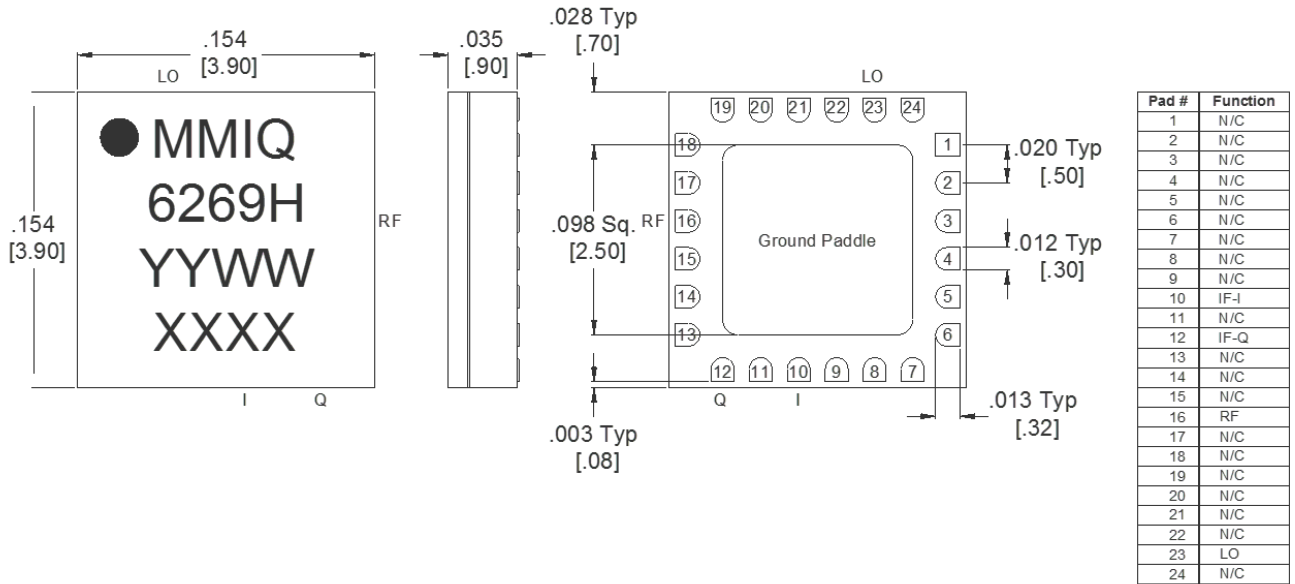 .154
[3.90]
LO
MMIQ
6269H
YYWW
XXXX
.154
[3.90]
RF
I Q
.035
[.90]
.028 Typ
[.70]
LO
19 20 21 22 23 24
18
17
16
15
14
13
RF
.098 Sq.
[2.50]
Ground Paddle
1
2
3
4
5
6
12 11 10 9 8 7
Q I
.020 Typ
[.50]
.012 Typ
[.30]
.013 Typ
[.32]
.003 Typ
[.08]
Pad # Function
1 N/C
2 N/C
3 N/C
4 N/C
5 N/C
6 N/C
7 N/C
8 N/C
9 N/C
10 IF-I
11 N/C
12 IF-Q
13 N/C
14 N/C
15 N/C
16 RF
17 N/C
18 N/C
19 N/C
20 N/C
21 N/C
22 N/C
23 LO
24 N/C